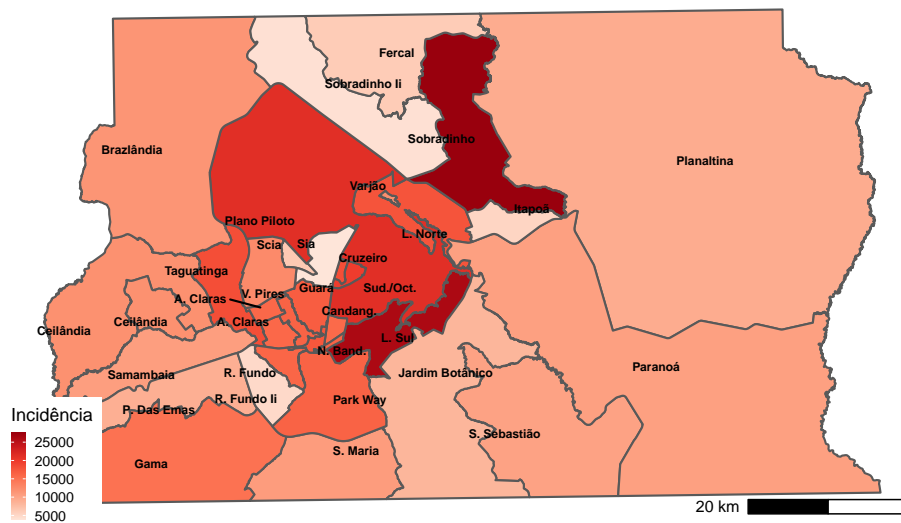 Fercal
Sobradinho Ii
Sobradinho
Brazlândia
Planaltina
Varjão
Itapoã
Plano Piloto
L. Norte
Scia
Sia
Cruzeiro
Taguatinga
Guará
Sud./Oct.
V. Pires
A. Claras
Candang.
Ceilândia
A. Claras
Ceilândia
L. Sul
N. Band.
Paranoá
R. Fundo
Jardim Botânico
Samambaia
R. Fundo Ii
Park Way
P. Das Emas
S. Sebastião
S. Maria
Gama
Incidência
25000
20000
15000
10000
5000
20 km